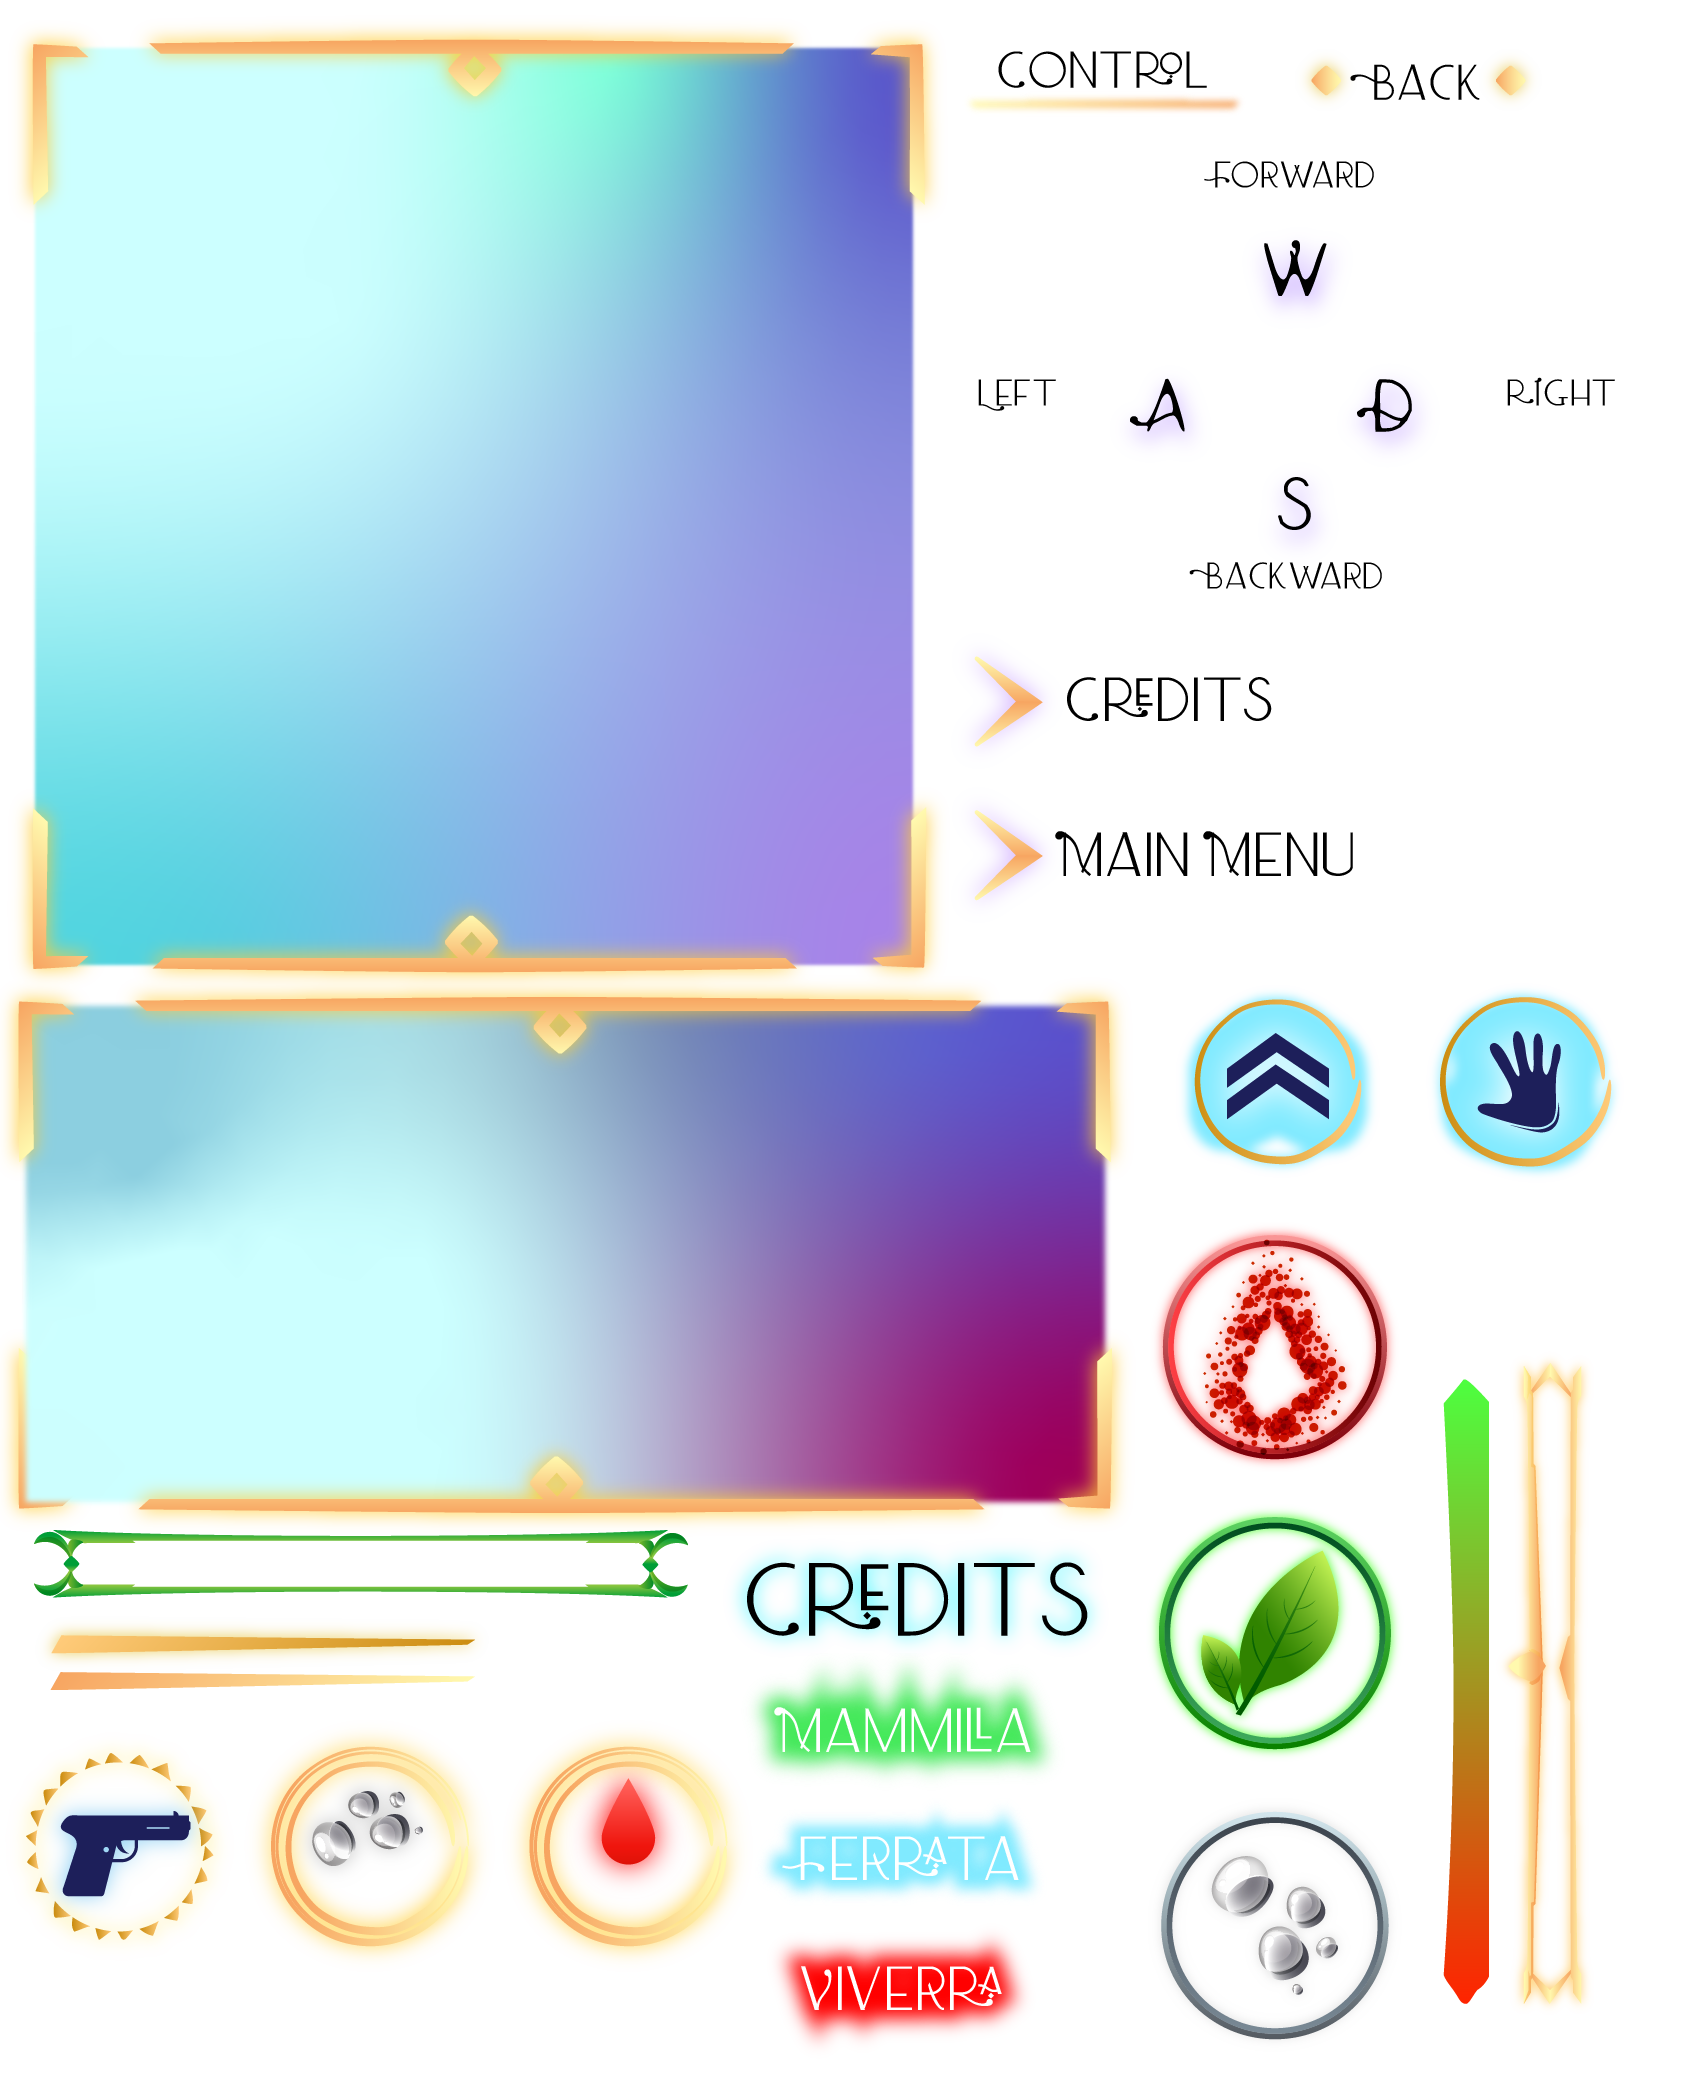 CONTROL
BACK
FORWARD
W
LEFT
A
D
RIGHT
S
BACKWARD
CREDITS
MAIN MENU
CREDITS
MAMMILLA
FERRATA
VIVERRA